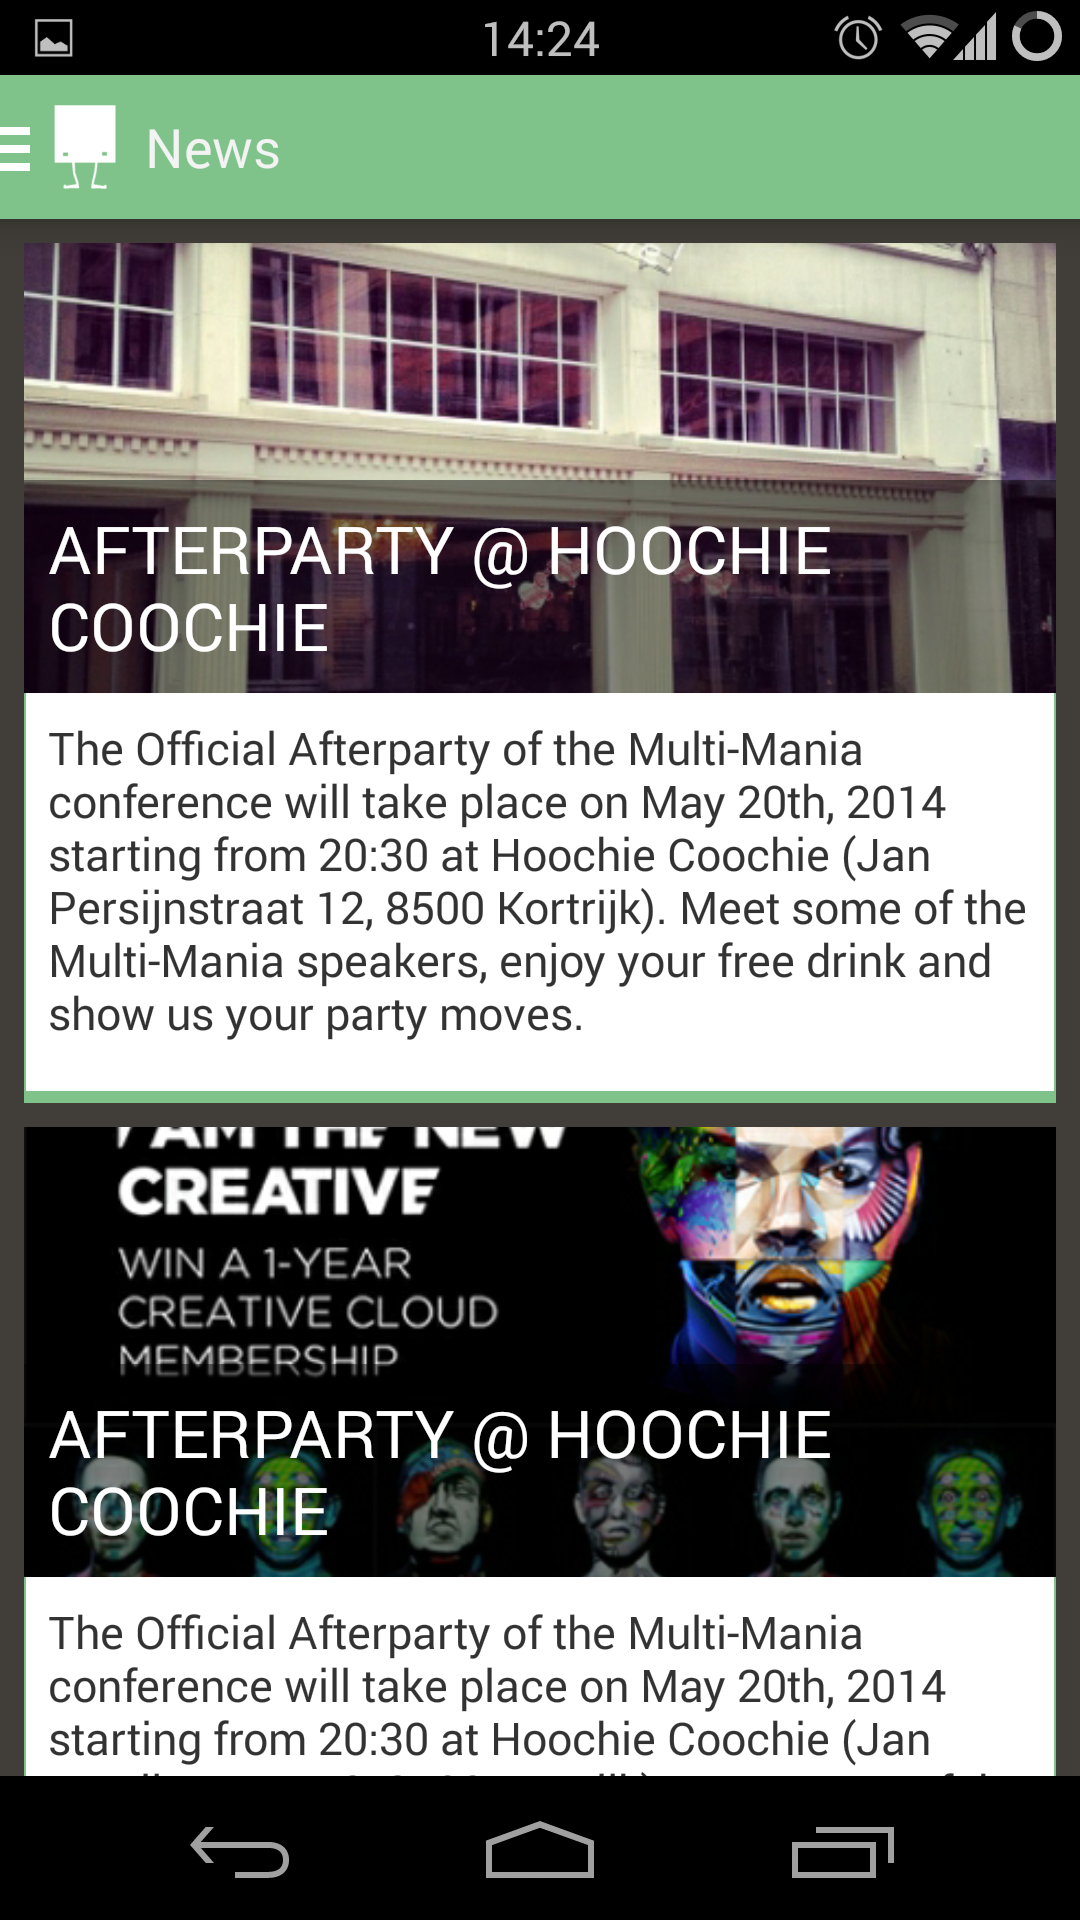 14:24
News
AFTERPARTY @ HOOCHIE
COOCHIE
The Official Afterparty of the Multi-Mania
conference will take place on May 20th, 2014
starting from 20:30 at Hoochie Coochie (Jan
Persijnstraat 12, 8500 Kortrijk). Meet some of the
Multi-Mania speakers, enjoy your free drink and
show us your party moves.
I AM THE NEW
CREATIVE
WIN A 1-YEAR
CREATIVE CLOUD
MEMBERSHIP
AFTERPARTY @ HOOCHIE
COOCHIE
The Official Afterparty of the Multi-Mania
conference will take place on May 20th, 2014
starting from 20:30 at Hoochie Coochie (Jan